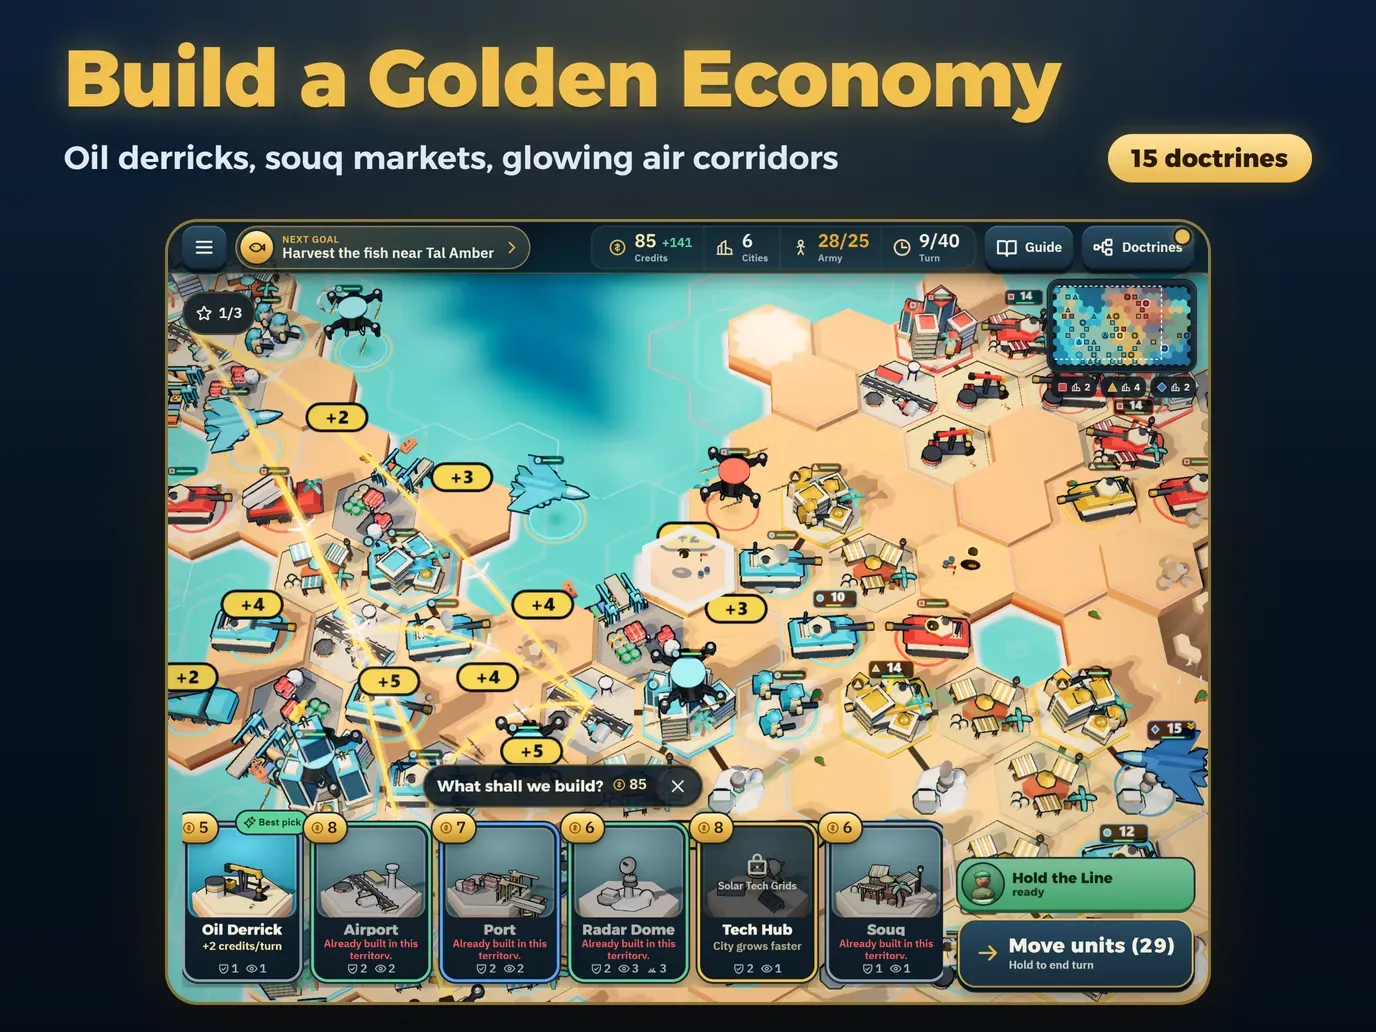 Build a Golden Economy
Oil derricks, souq markets, glowing air corridors
15 doctrines
NEXT GOAL
Harvest the fish near Tal Amber
85 +141
Credits
6
Cities
28/25
Army
9/40
Turn
Guide
Doctrines
1/3
14
2
4
2
14
+2
+3
+2
+4
+4
+3
10
+2
+5
+4
14
+5
15
What shall we build? 85
12
5
Best pick
8
7
6
8
6
Solar Tech Grids
Oil Derrick
+2 credits/turn
1 1
Airport
Already built in this
territory.
2 2
Port
Already built in this
territory.
2 2
Radar Dome
Already built in this
territory.
2 3 3
Tech Hub
City grows faster
2 1
Souq
Already built in this
territory.
1 1
Hold the Line
ready
Move units (29)
Hold to end turn